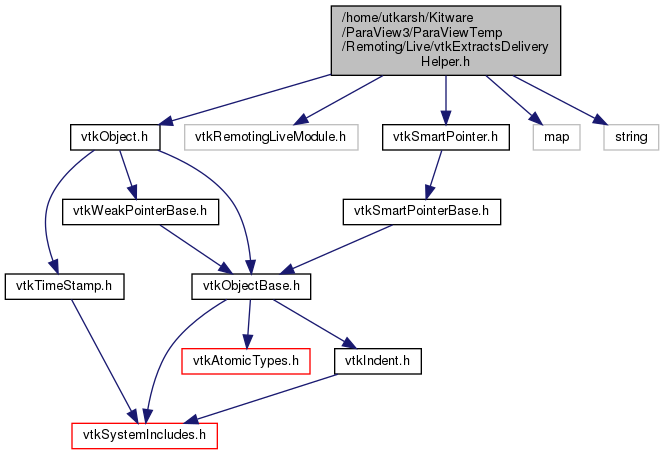 /home/utkarsh/Kitware
/ParaView3/ParaViewTemp
/Remoting/Live/vtkExtractsDelivery
Helper.h
vtkObject.h
vtkRemotingLiveModule.h
vtkSmartPointer.h
map
string
vtkWeakPointerBase.h
vtkSmartPointerBase.h
vtkTimeStamp.h
vtkObjectBase.h
vtkAtomicTypes.h
vtkIndent.h
vtkSystemIncludes.h